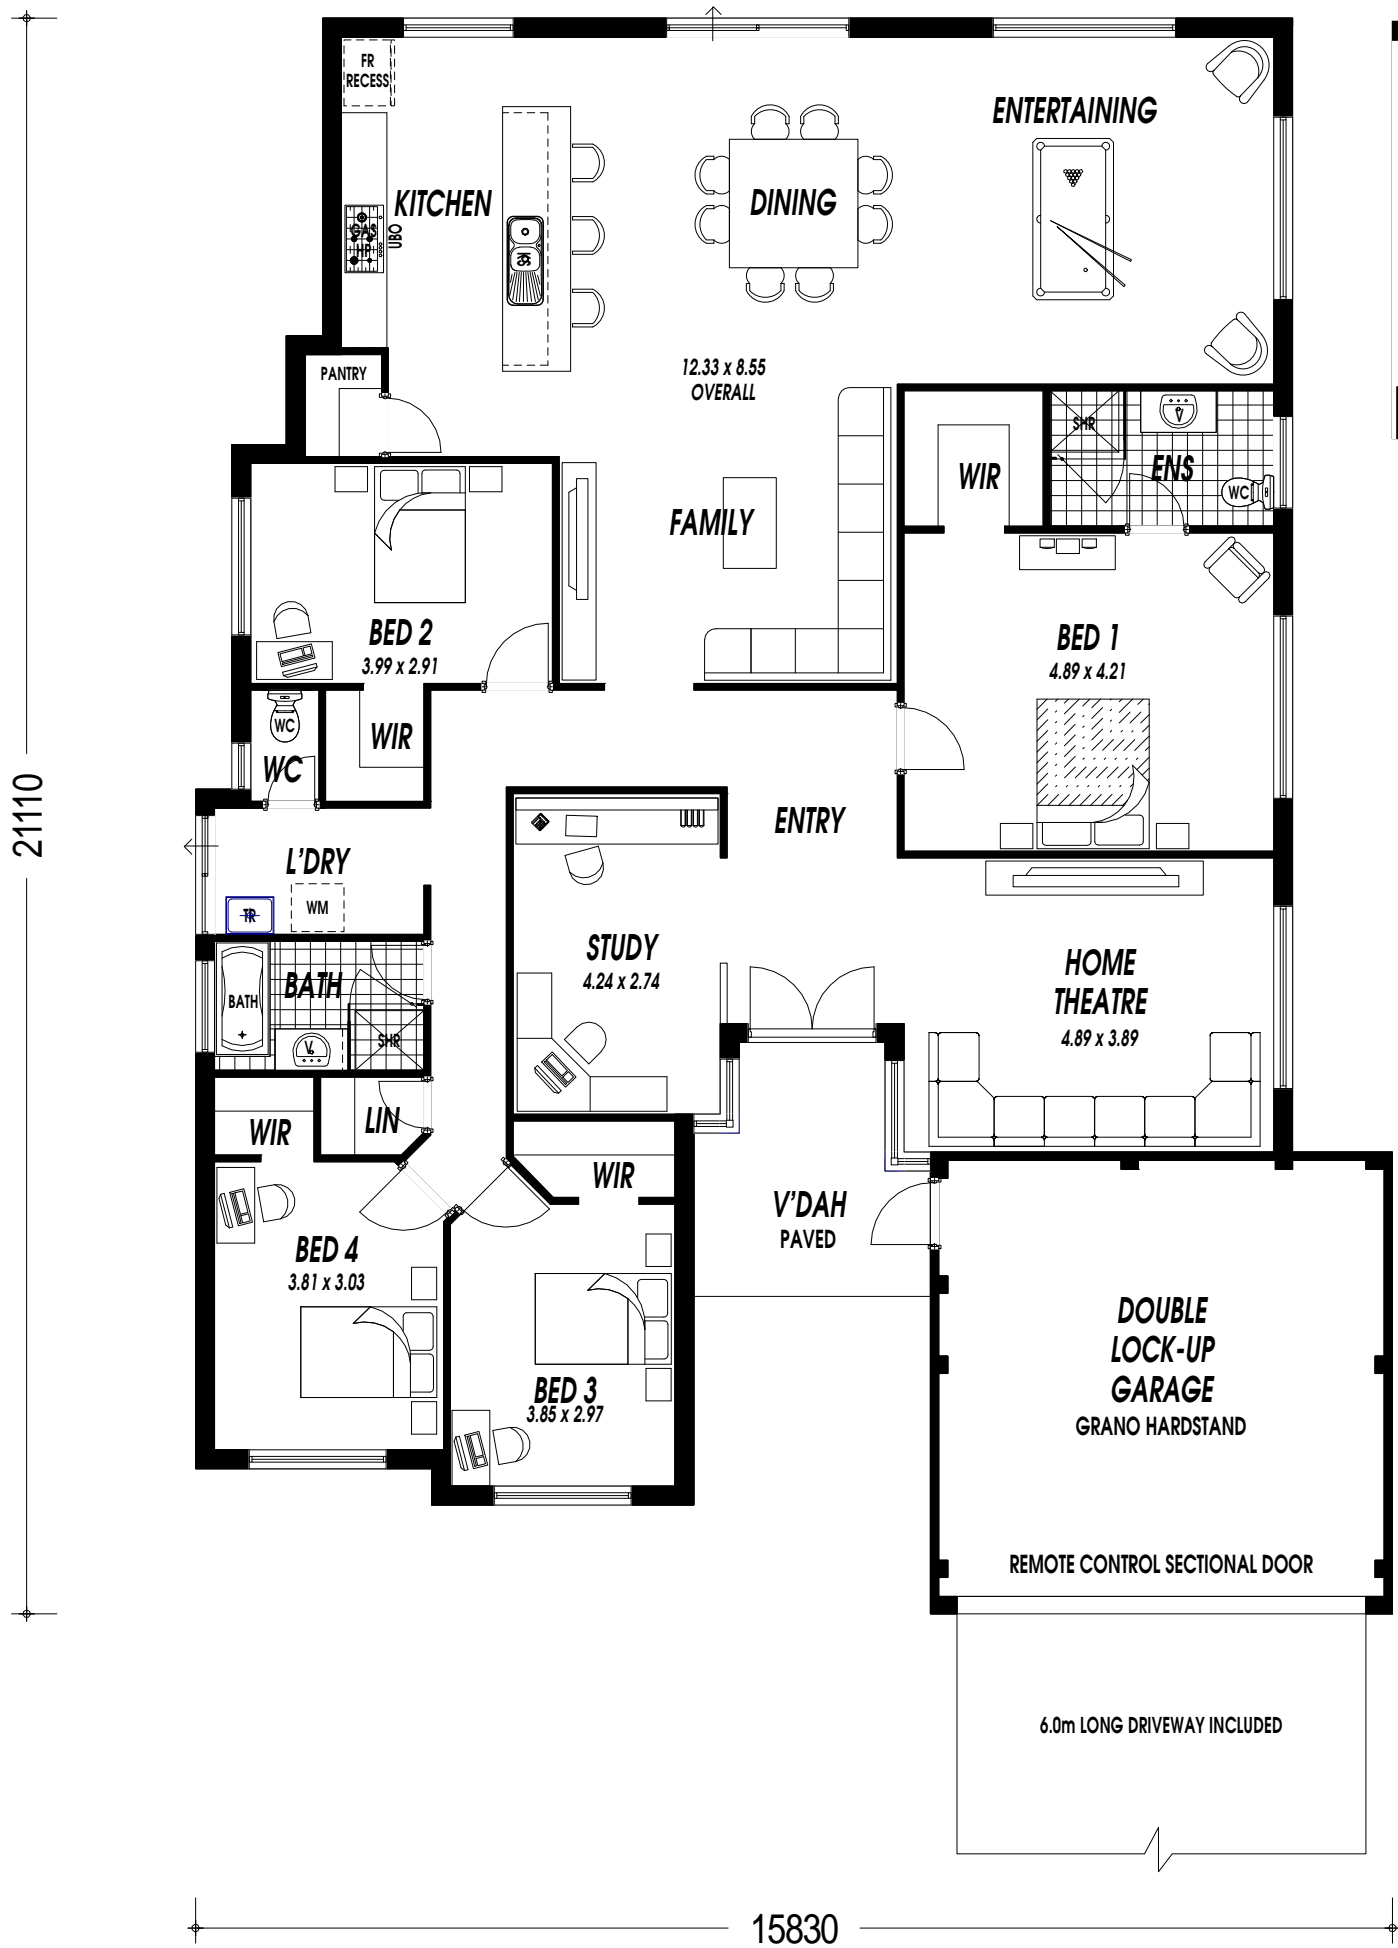 FR
RECESS
ENTERTAINING
KITCHEN
DINING
GAS
HP
UBO
12.33 x 8.55
OVERALL
PANTRY
SHR
V
WIR
ENS
WC
FAMILY
BED 2
3.99 x 2.91
BED 1
4.89 x 4.21
WC
WIR
WC
ENTRY
21110
L'DRY
TR
WM
STUDY
4.24 x 2.74
HOME
THEATRE
4.89 x 3.89
BATH
BATH
V
SHR
WIR
LIN
WIR
V'DAH
PAVED
BED 4
3.81 x 3.03
DOUBLE
LOCK-UP
GARAGE
GRANO HARDSTAND
BED 3
3.85 x 2.97
REMOTE CONTROL SECTIONAL DOOR
6.0m LONG DRIVEWAY INCLUDED
15830